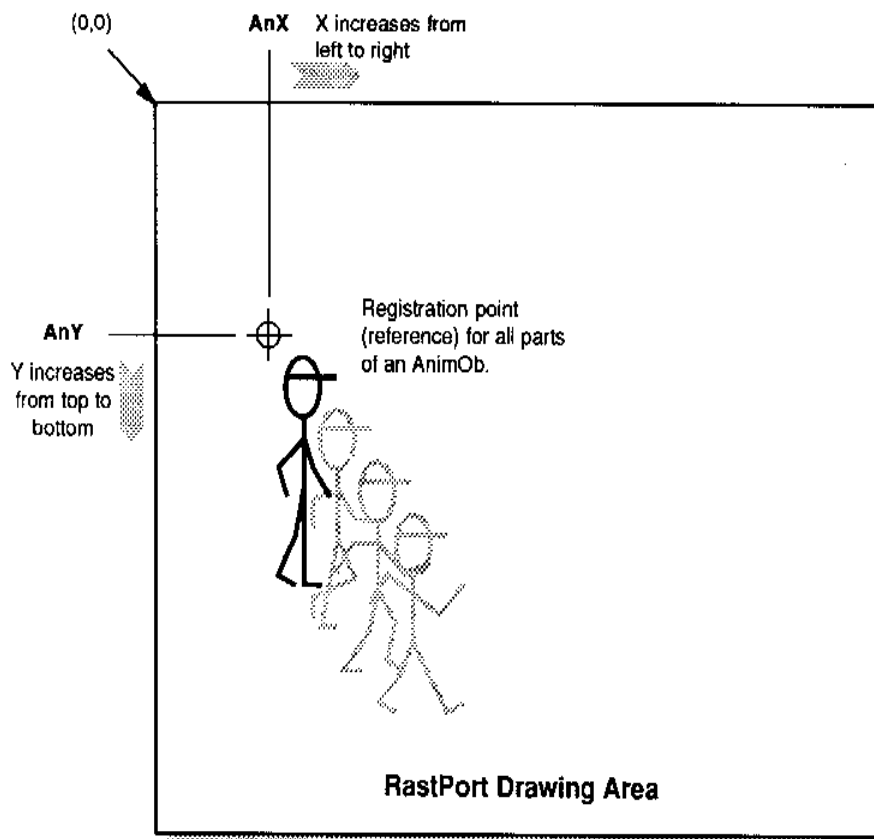 (0,0)
AnX
X increases from
left to right
AnY
Y increases
from top to
bottom
Registration point
(reference) for all parts
of an AnimOb.
RastPort Drawing Area